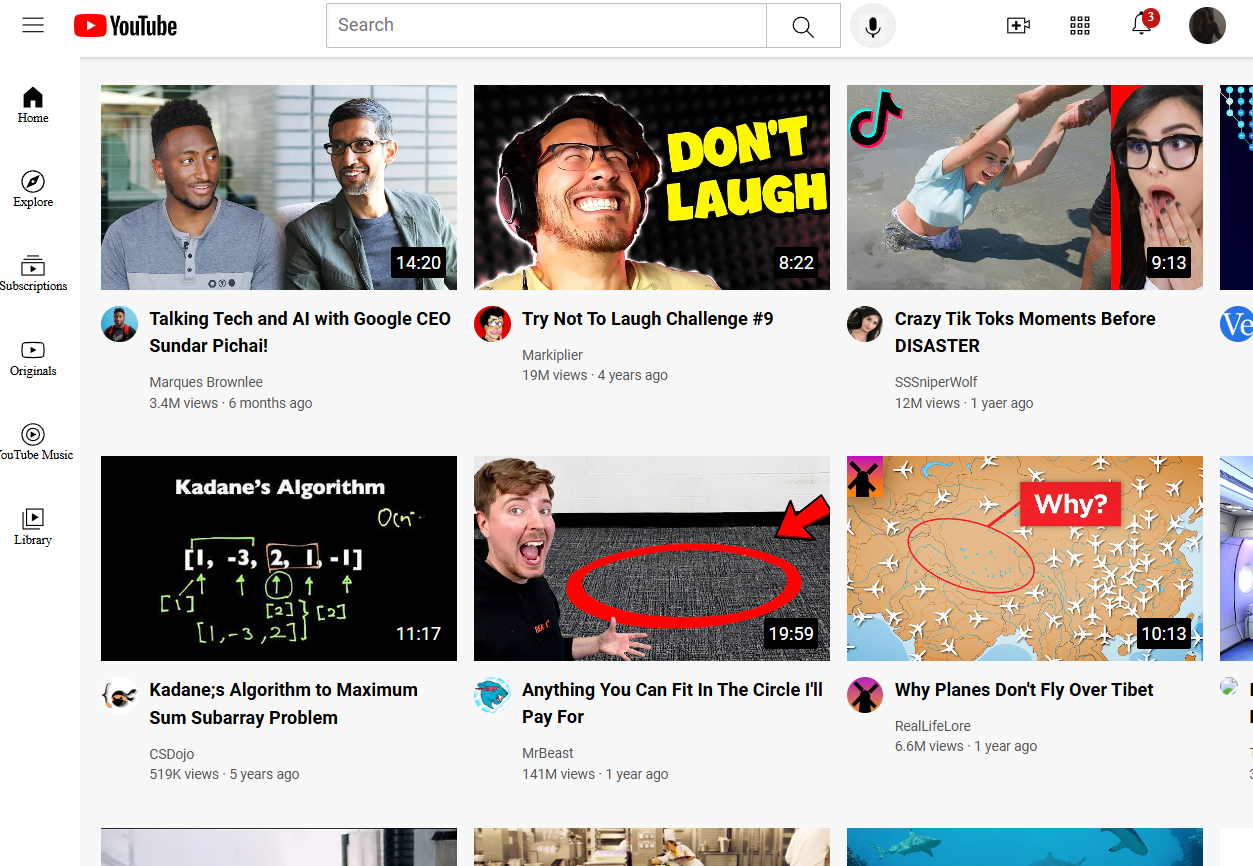 YouTube
Search
3
Home
Explore
Subscriptions
Originals
YouTube Music
Library
14:20
DON'T
LAUGH
8:22
9:13
Talking Tech and AI with Google CEO
Sundar Pichai!
Marques Brownlee
3.4M views · 6 months ago
Try Not To Laugh Challenge #9
Markiplier
19M views · 4 years ago
Crazy Tik Toks Moments Before
DISASTER
SSSniperWolf
12M views · 1 yaer ago
Ve
Kadane's Algorithm
[1, -3, 2, 1, -1]
[1]
[2]
[2]
[1, -3, 2]
11:17
19:59
Why?
10:13
Kadane;s Algorithm to Maximum
Sum Subarray Problem
CSDojo
519K views · 5 years ago
Anything You Can Fit In The Circle I'll
Pay For
MrBeast
141M views · 1 year ago
Why Planes Don't Fly Over Tibet
RealLifeLore
6.6M views · 1 year ago